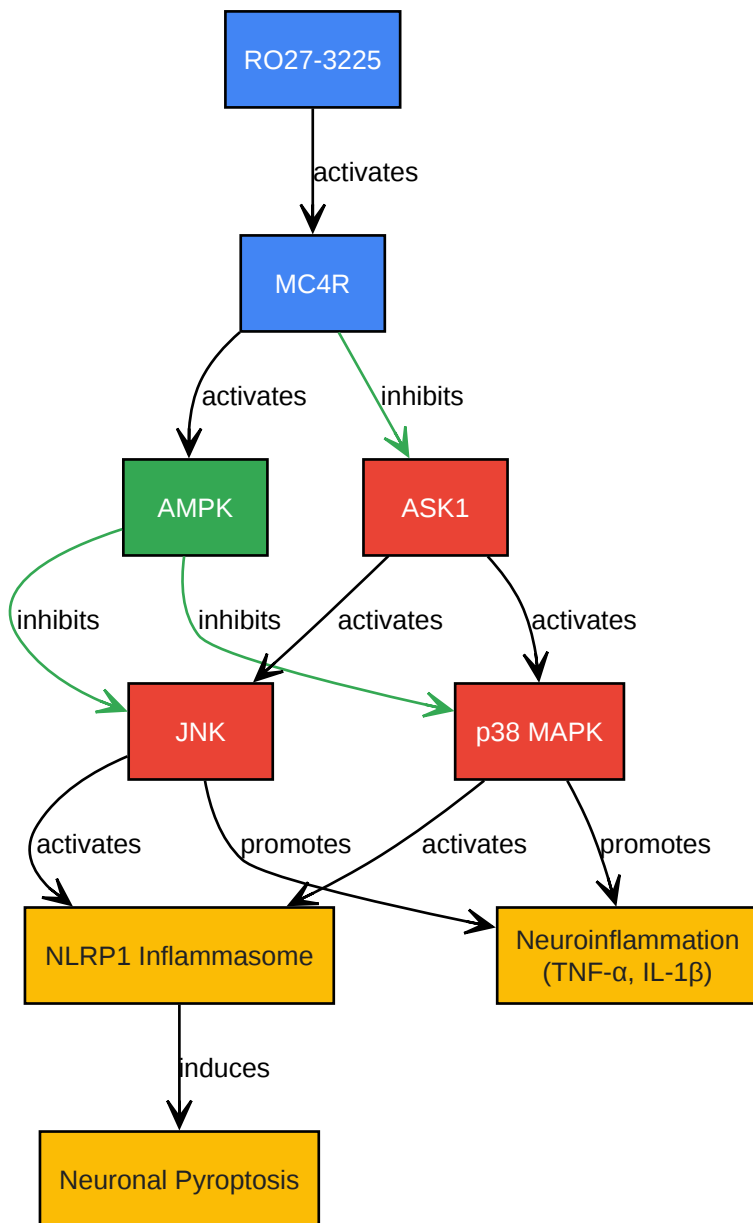 RO27-3225
activates
MC4R
activates
inhibits
AMPK
ASK1
inhibits
inhibits
activates
activates
JNK
p38 MAPK
activates
promotes
activates
promotes
NLRP1 Inflammasome
Neuroinflammation
(TNF-α, IL-1β)
induces
Neuronal Pyroptosis